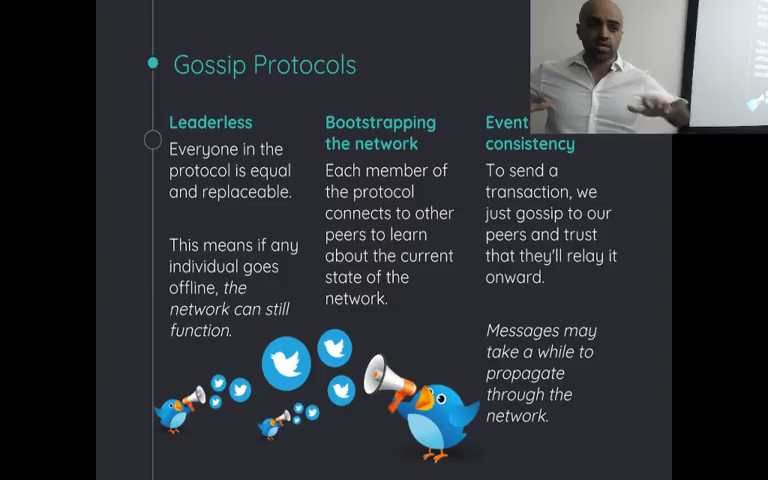 Gossip Protocols
Leaderless
Everyone in the
protocol is equal
and replaceable.
This means if any
individual goes
offline, the
network can still
function.
Bootstrapping
the network
Each member of
the protocol
connects to other
peers to learn
about the current
state of the
network.
Event
consistency
To send a
transaction, we
just gossip to our
peers and trust
that they'll relay it
onward.
Messages may
take a while to
propagate
through the
network.